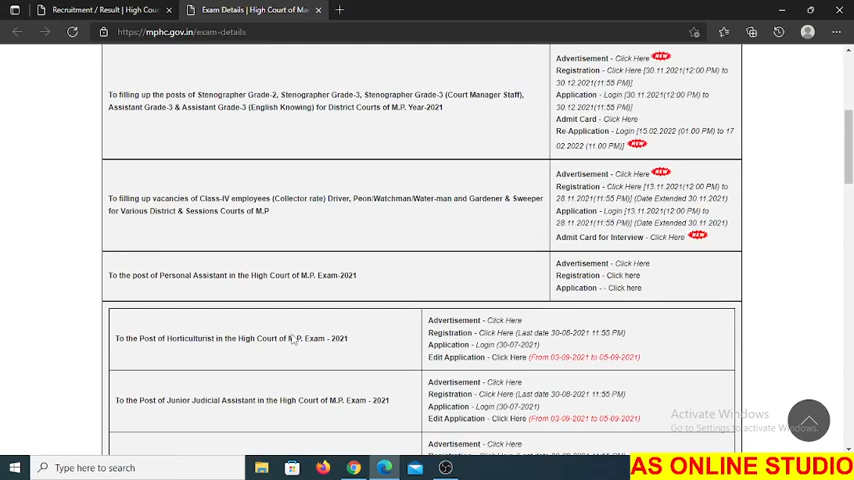 Recruitment / Result | High Cour
Exam Details | High Court of Ma
https://mphc.gov.in/exam-details
To filling up the posts of Stenographer Grade-2, Stenographer Grade-3, Stenographer Grade-3 (Court Manager Staff),
Assistant Grade-3 & Assistant Grade-3 (English Knowing) for District Courts of M.P. Year-2021
Advertisement - Click Here NEW
Registration - Click Here [30.11.2021(12:00 PM) to
30.12.2021(11:55 PM)]
Application - Login [30.11.2021(12:00 PM) to
30.12.2021(11:55 PM)]
Admit Card - Click Here
Re-Application - Login [15.02.2022 (01.00 PM) to 17
02.2022 (11:00 PM)] NEW
To filling up vacancies of Class-IV employees (Collector rate) Driver, Peon/Watchman/Water-man and Gardener & Sweeper
for Various District & Sessions Courts of M.P
Advertisement - Click Here NEW
Registration - Click Here [13.11.2021(12:00 PM) to
28.11.2021(11:55 PM)] (Date Extended 30.11.2021)
Application - Login [13.11.2021(12:00 PM) to
28.11.2021(11:55 PM)] (Date Extended 30.11.2021)
Admit Card for Interview - Click Here NEW
To the post of Personal Assistant in the High Court of M.P. Exam-2021
Advertisement - Click Here
Registration - Click here
Application - - Click here
To the Post of Horticulturist in the High Court of M.P. Exam - 2021
Advertisement - Click Here
Registration - Click Here (Last date 30-08-2021 11:55 PM)
Application - Login (30-07-2021)
Edit Application - Click Here (From 03-09-2021 to 05-09-2021)
To the Post of Junior Judicial Assistant in the High Court of M.P. Exam - 2021
Advertisement - Click Here
Registration - Click Here (Last date 30-08-2021 11:55 PM)
Application - Login (30-07-2021)
Edit Application - Click Here (From 03-09-2021 to 05-09-2021)
Advertisement - Click Here
Activate Windows
Go to Settings to activate Windows.
Type here to search
AS ONLINE STUDIO